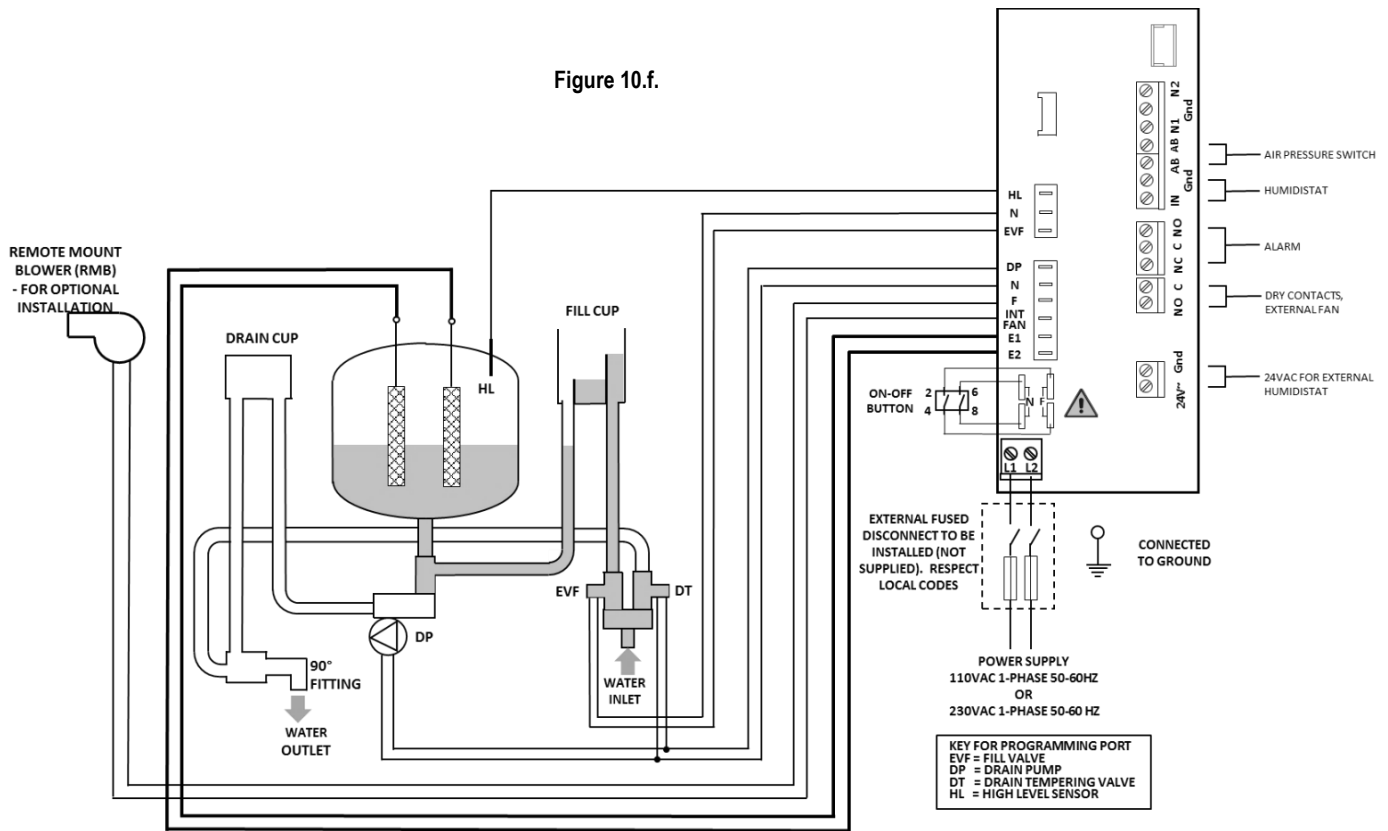 Figure 10.f.
N2
Gnd
N1
AB
AB
Gnd
IN
AIR PRESSURE SWITCH
HUMIDISTAT
NO
C
NC
ALARM
C
NO
DRY CONTACTS,
EXTERNAL FAN
Gnd
24V~
24VAC FOR EXTERNAL
HUMIDISTAT
HL
N
EVF
DP
N
F
INT
FAN
E1
E2
REMOTE MOUNT
BLOWER (RMB)
- FOR OPTIONAL
INSTALLATION
DRAIN CUP
FILL CUP
HL
ON-OFF
BUTTON
2 6
4 8
N F
L1 L2
EVF
DT
DP
90°
FITTING
WATER
OUTLET
WATER
INLET
EXTERNAL FUSED
DISCONNECT TO BE
INSTALLED (NOT
SUPPLIED). RESPECT
LOCAL CODES
CONNECTED
TO GROUND
POWER SUPPLY
110VAC 1-PHASE 50-60HZ
OR
230VAC 1-PHASE 50-60 HZ
KEY FOR PROGRAMMING PORT
EVF = FILL VALVE
DP = DRAIN PUMP
DT = DRAIN TEMPERING VALVE
HL = HIGH LEVEL SENSOR